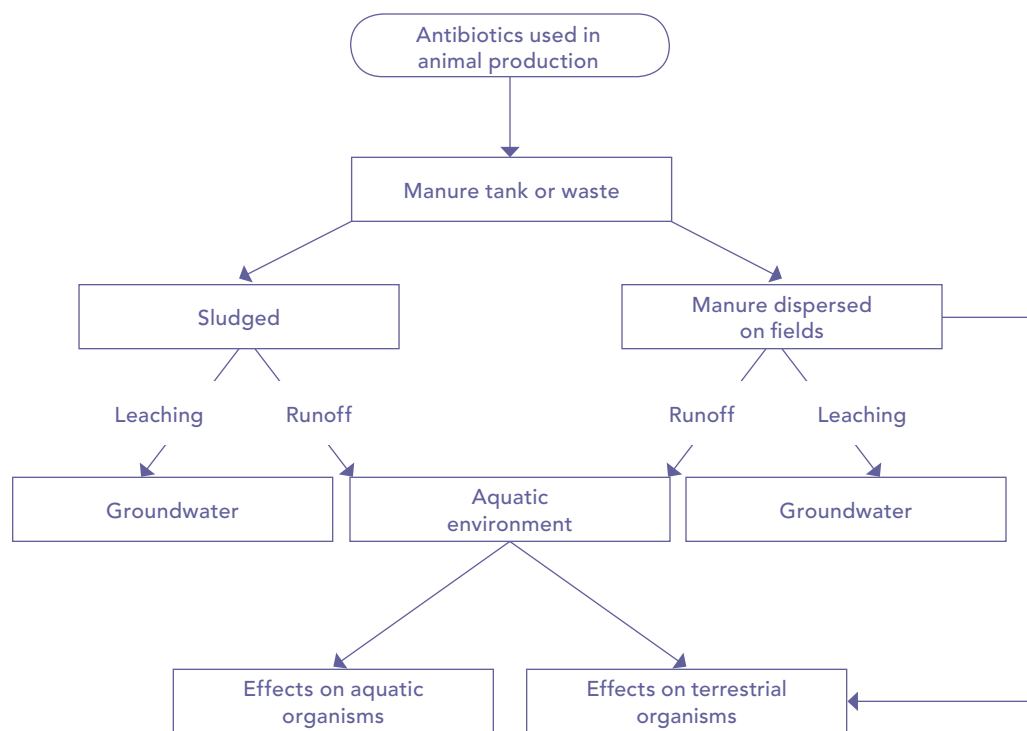 Antibiotics used in
animal production
Manure tank or waste
Sludged
Manure dispersed
on fields
Leaching
Runoff
Runoff
Leaching
Groundwater
Aquatic
environment
Groundwater
Effects on aquatic
organisms
Effects on terrestrial
organisms